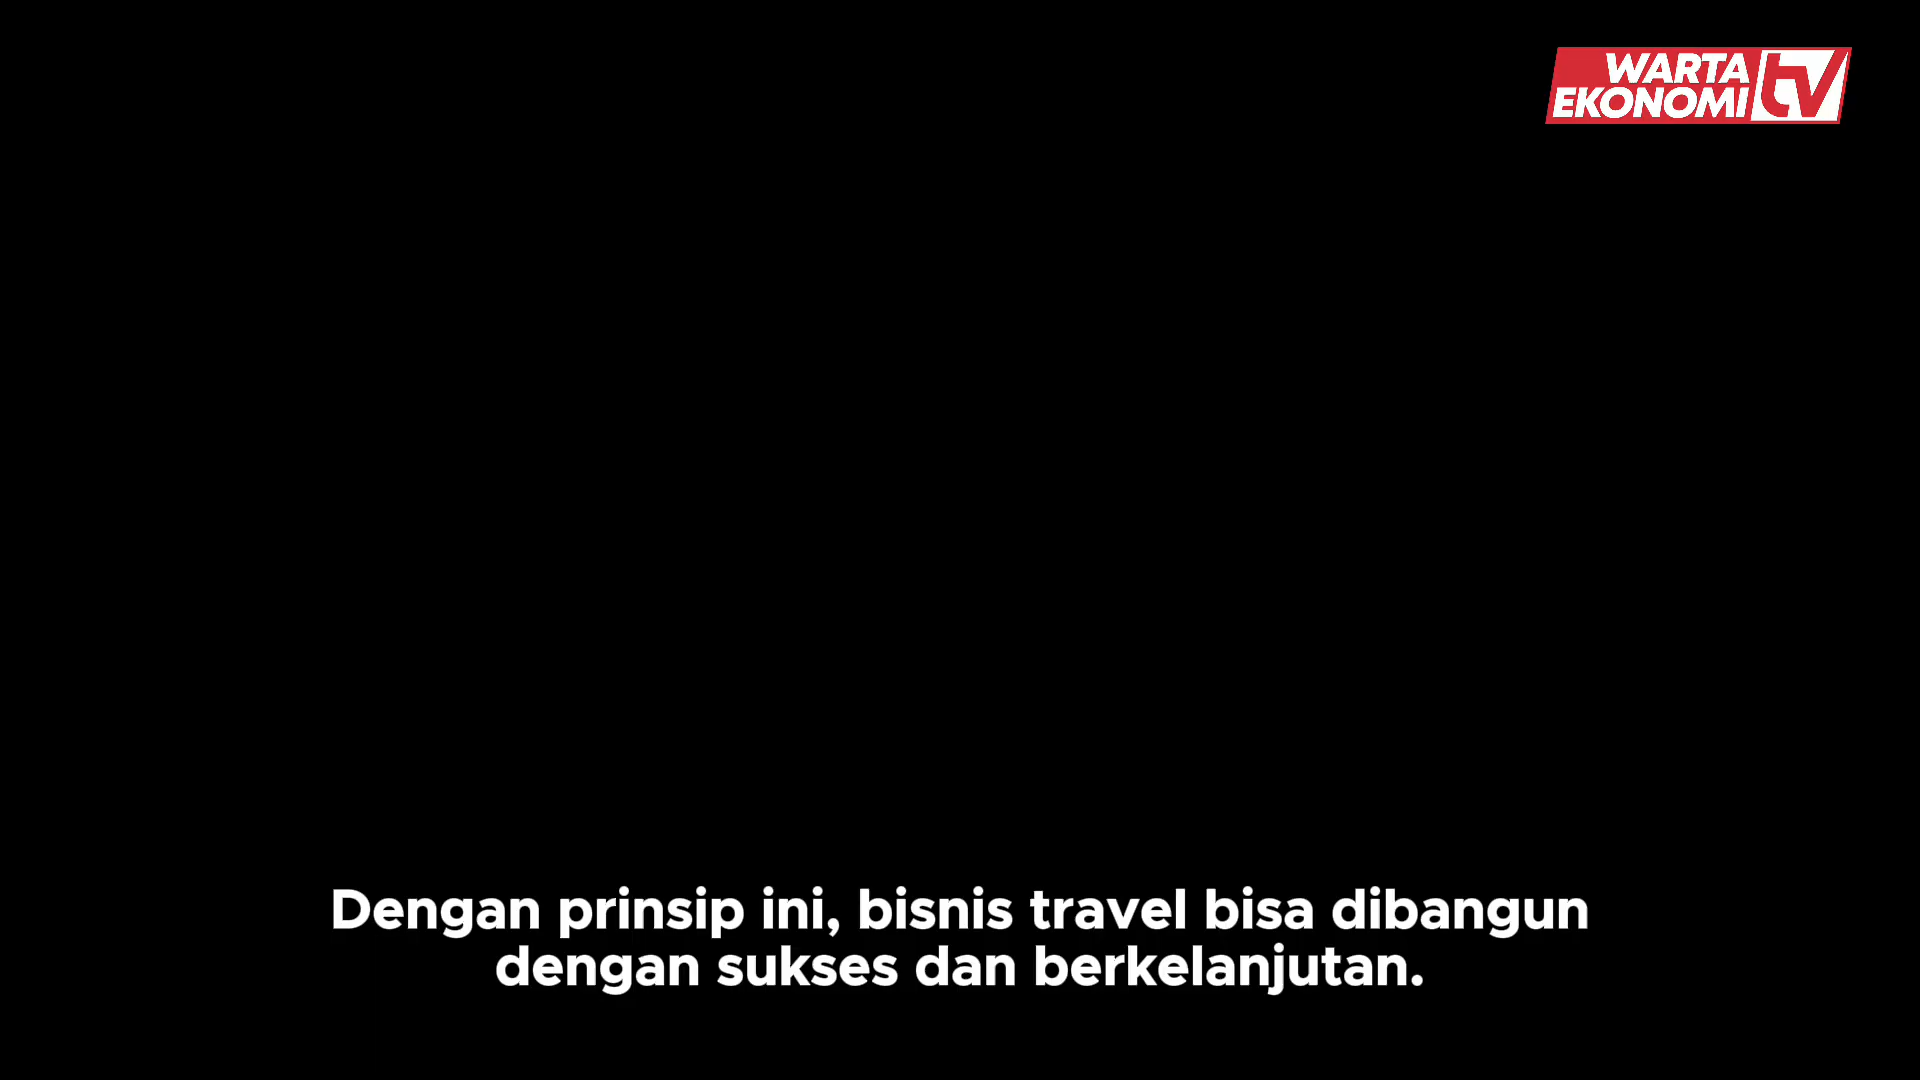 WARTA
EKONOMI tv
Dengan prinsip ini, bisnis travel bisa dibangun
dengan sukses dan berkelanjutan.